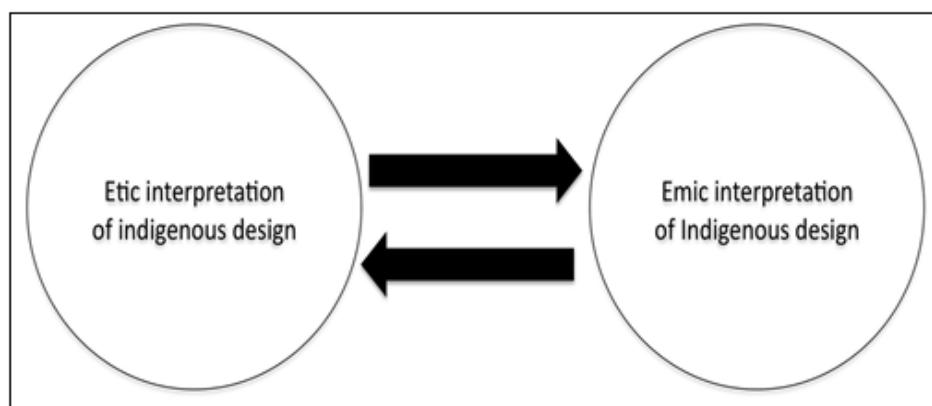 Etic interpretation
of indigenous design
Emic interpretation
of Indigenous design